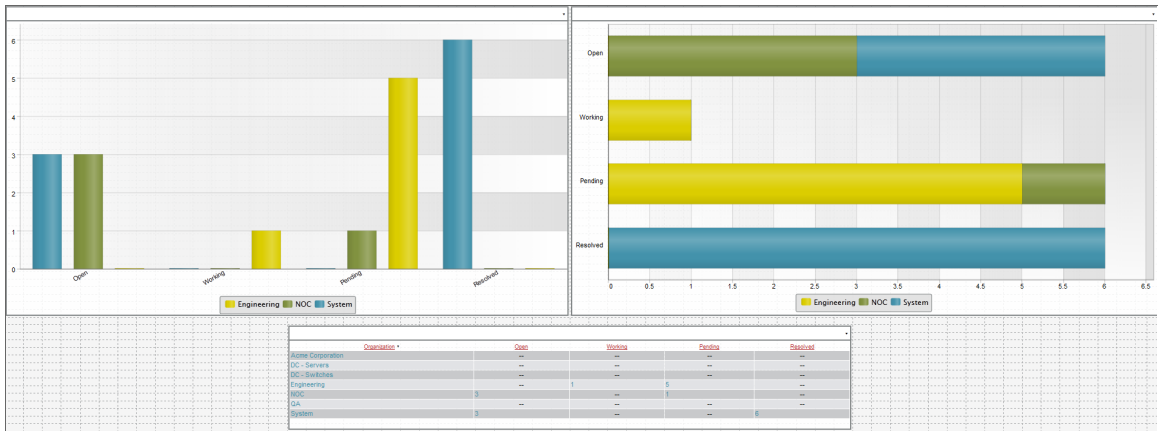 6
5
4
3
2
1
0
Open
Working
Pending
Resolved
Engineering NOC System
Open
Working
Pending
Resolved
0 0.5 1 1.5 2 2.5 3 3.5 4 4.5 5 5.5 6 6.5
Engineering NOC System
Organization Open Working Pending Resolved
Acme Corporation --- --- --- ---
DC - Servers --- --- --- ---
DC - Switches --- --- --- ---
Engineering --- 1 5 ---
NOC 3 --- 1 ---
QA --- --- --- ---
System 3 --- --- 6